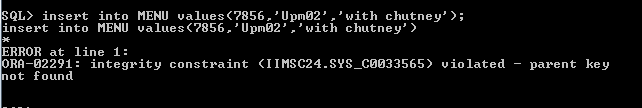 SQL> insert into MENU values(7856,'Upm02','with chutney');
insert into MENU values(7856,'Upm02','with chutney')
*
ERROR at line 1:
ORA-02291: integrity constraint (IIMSC24.SYS_C0033565) violated - parent key
not found